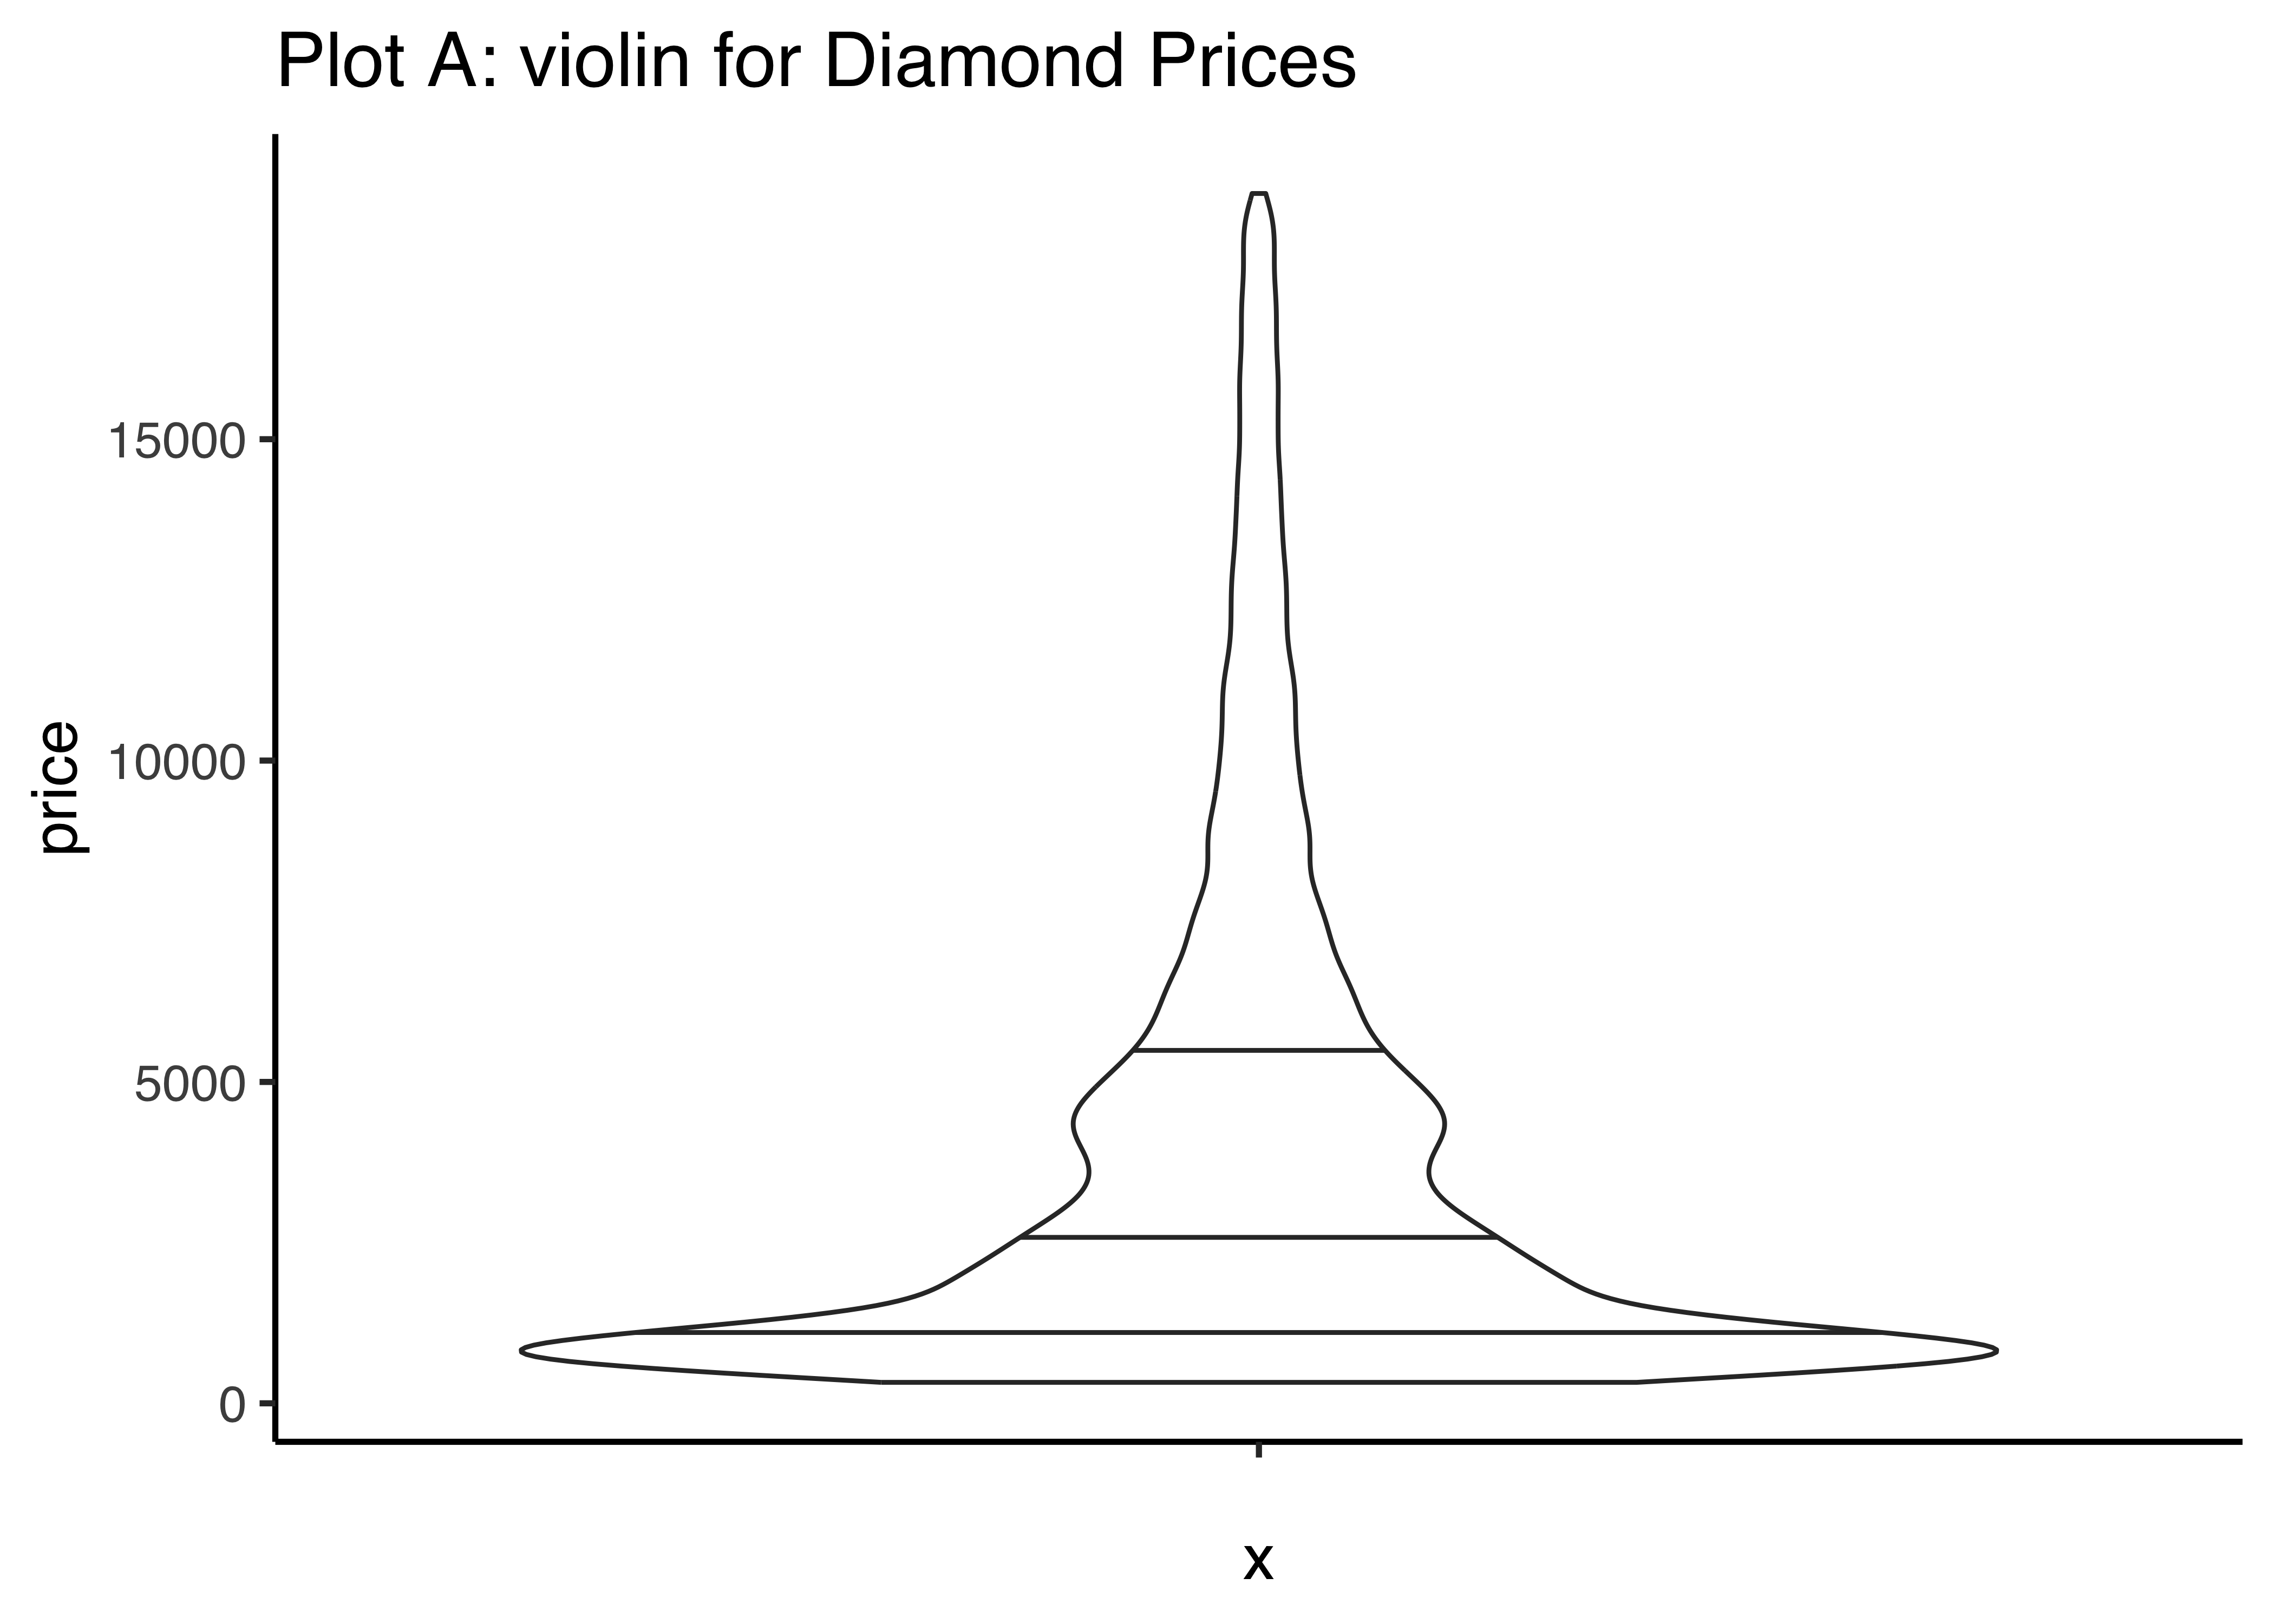 Plot A: violin for Diamond Prices
price
15000
10000
5000
0
x